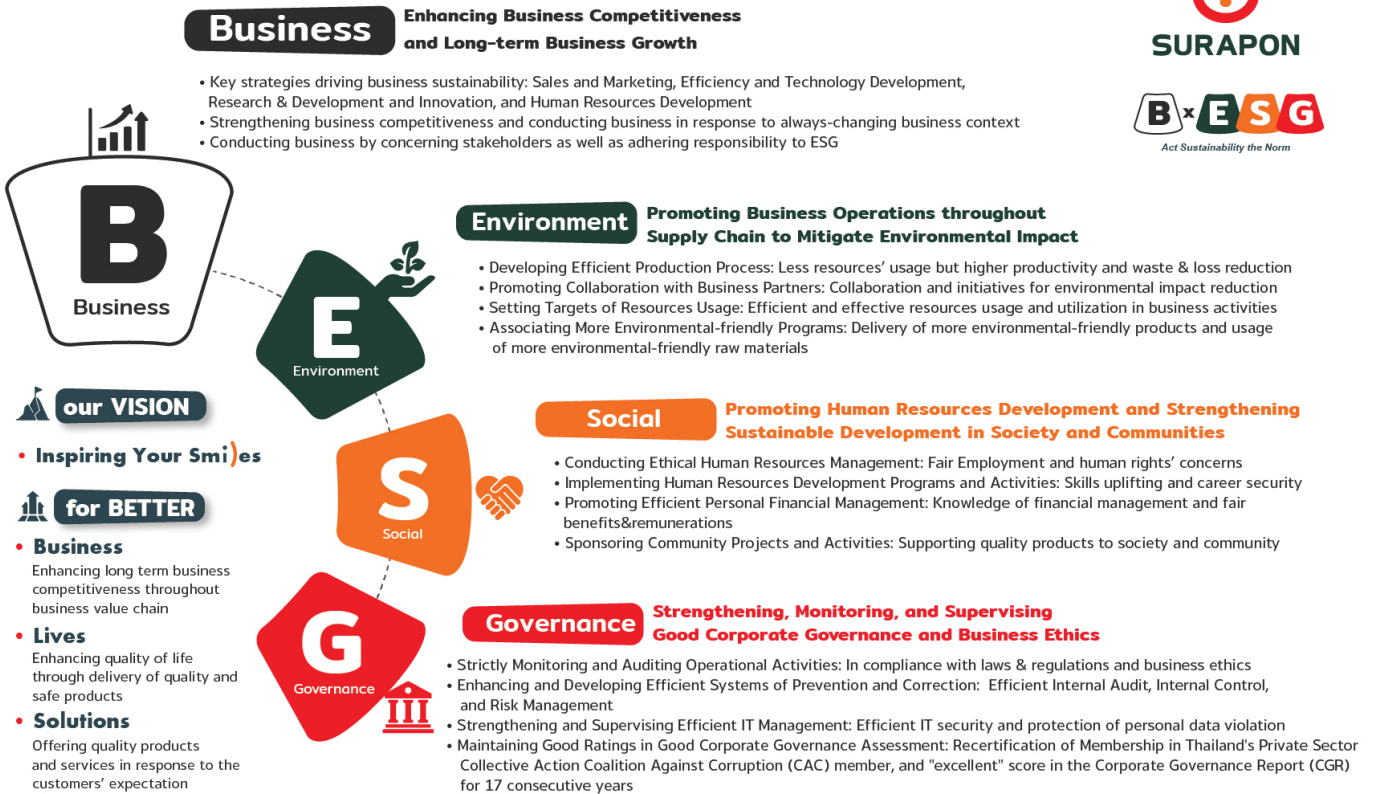 Business
Enhancing Business Competitiveness
and Long-term Business Growth
SURAPON
• Key strategies driving business sustainability: Sales and Marketing, Efficiency and Technology Development,
Research & Development and Innovation, and Human Resources Development
• Strengthening business competitiveness and conducting business in response to always-changing business context
• Conducting business by concerning stakeholders as well as adhering responsibility to ESG
B x E S G
Act Sustainability the Norm
B
Business
Environment
Promoting Business Operations throughout
Supply Chain to Mitigate Environmental Impact
• Developing Efficient Production Process: Less resources' usage but higher productivity and waste & loss reduction
• Promoting Collaboration with Business Partners: Collaboration and initiatives for environmental impact reduction
• Setting Targets of Resources Usage: Efficient and effective resources usage and utilization in business activities
• Associating More Environmental-friendly Programs: Delivery of more environmental-friendly products and usage
of more environmental-friendly raw materials
E
Environment
our VISION
• Inspiring Your Smi)es
for BETTER
• Business
Enhancing long term business
competitiveness throughout
business value chain
• Lives
Enhancing quality of life
through delivery of quality and
safe products
• Solutions
Offering quality products
and services in response to the
customers' expectation
Social
Promoting Human Resources Development and Strengthening
Sustainable Development in Society and Communities
• Conducting Ethical Human Resources Management: Fair Employment and human rights' concerns
• Implementing Human Resources Development Programs and Activities: Skills uplifting and career security
• Promoting Efficient Personal Financial Management: Knowledge of financial management and fair
benefits&remunerations
• Sponsoring Community Projects and Activities: Supporting quality products to society and community
S
Social
Governance
Strengthening, Monitoring, and Supervising
Good Corporate Governance and Business Ethics
• Strictly Monitoring and Auditing Operational Activities: In compliance with laws & regulations and business ethics
• Enhancing and Developing Efficient Systems of Prevention and Correction:  Efficient Internal Audit, Internal Control,
and Risk Management
• Strengthening and Supervising Efficient IT Management: Efficient IT security and protection of personal data violation
• Maintaining Good Ratings in Good Corporate Governance Assessment: Recertification of Membership in Thailand's Private Sector
Collective Action Coalition Against Corruption (CAC) member, and "excellent" score in the Corporate Governance Report (CGR)
for 17 consecutive years
G
Governance